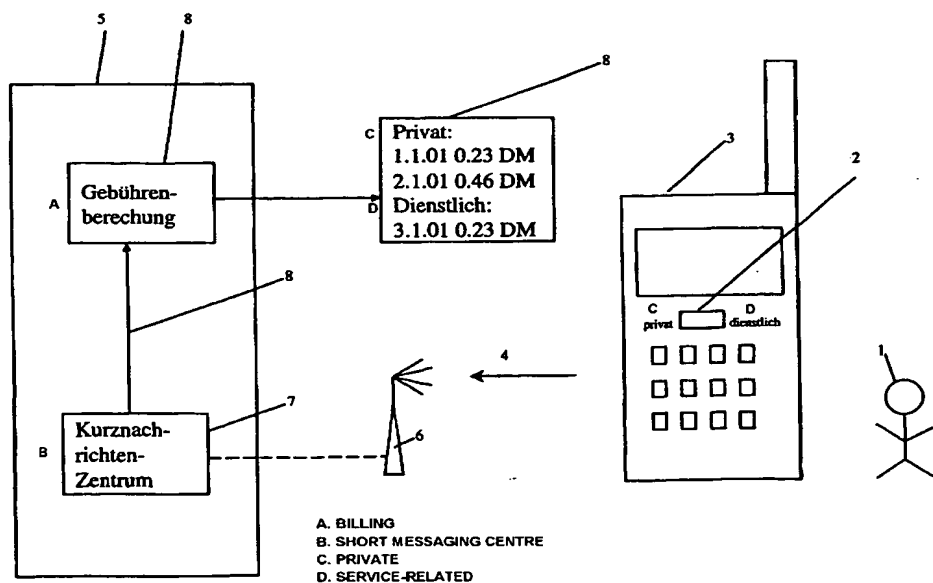 5
8
8
C
Privat:
1.1.01 0.23 DM
2.1.01 0.46 DM
D
Dienstlich:
3.1.01 0.23 DM
3
2
A
Gebühren-
berechung
8
C
privat
D
dienstlich
4
1
7
6
B
Kurznach-
richten-
Zentrum
A. BILLING
B. SHORT MESSAGING CENTRE
C. PRIVATE
D. SERVICE-RELATED